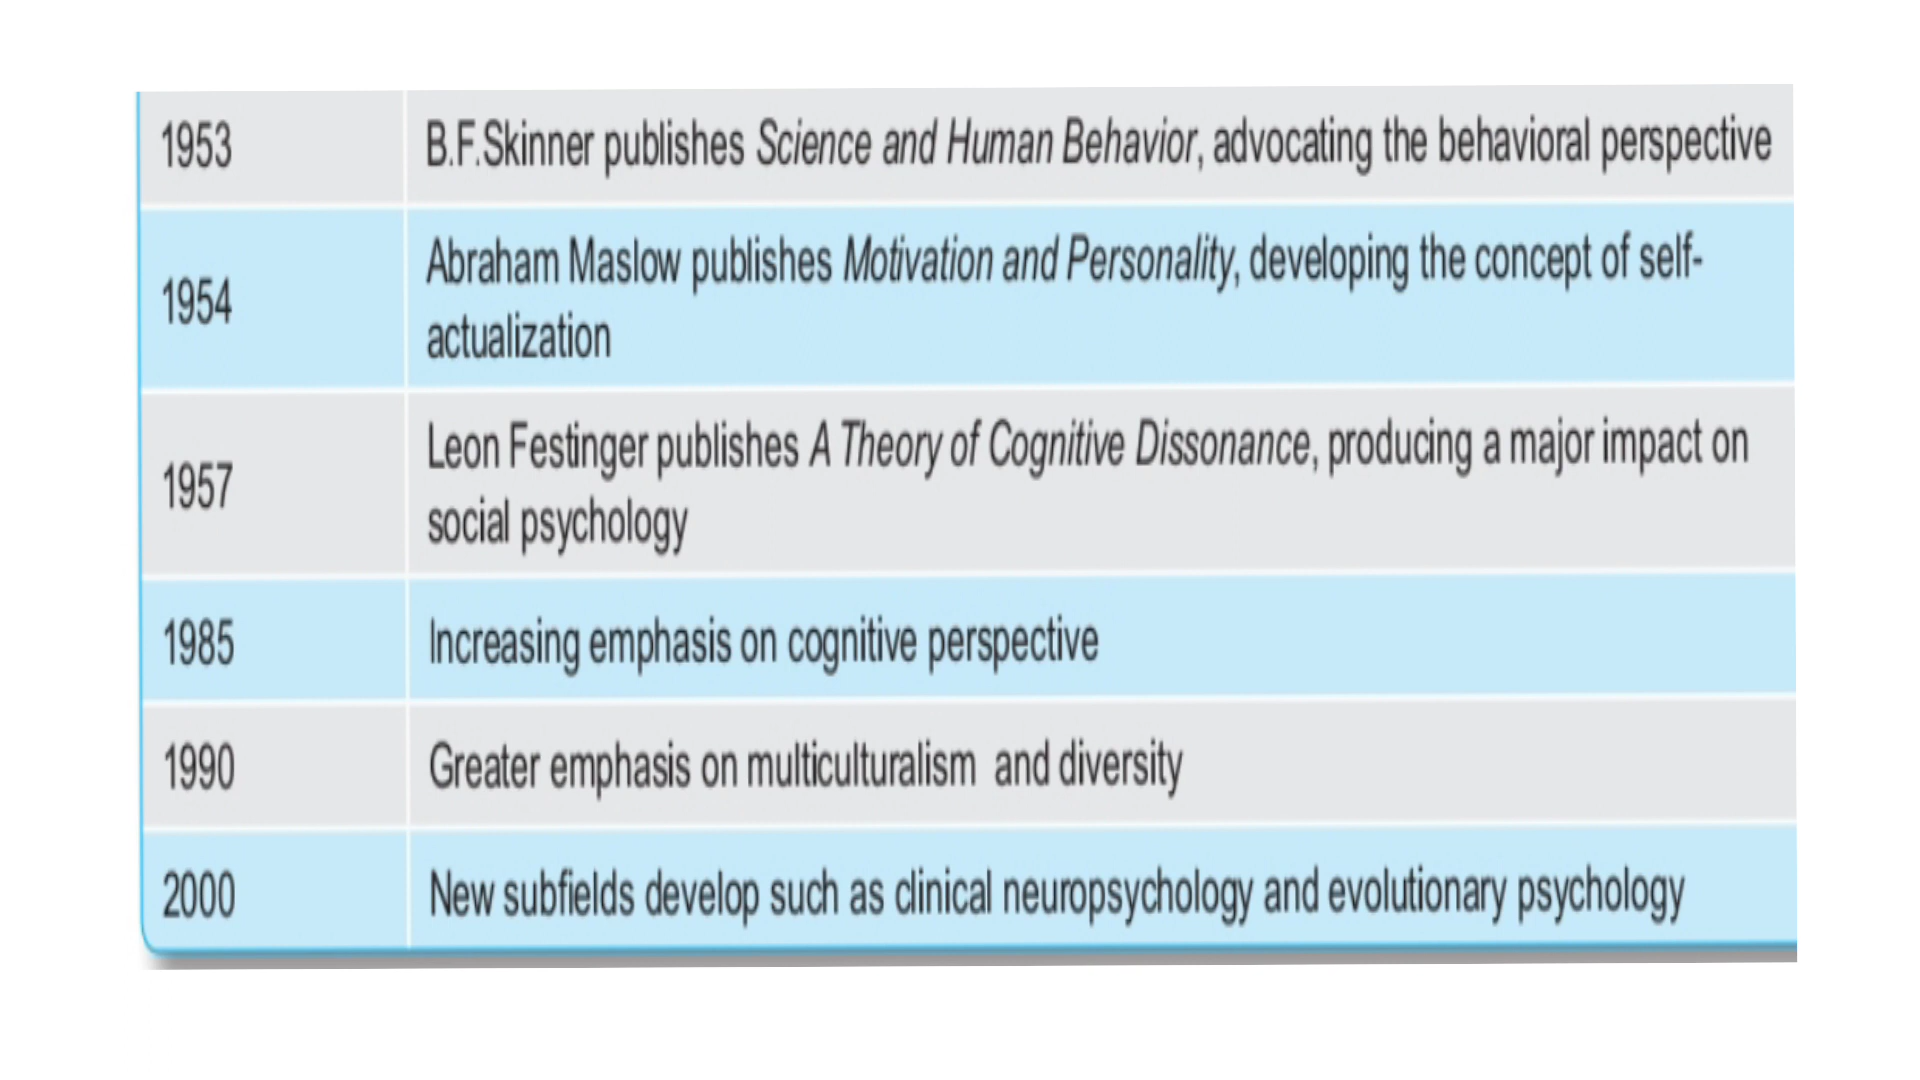 1953 B.F.Skinner publishes Science and Human Behavior, advocating the behavioral perspective
1954 Abraham Maslow publishes Motivation and Personality, developing the concept of self-
actualization
1957 Leon Festinger publishes A Theory of Cognitive Dissonance, producing a major impact on
social psychology
1985 Increasing emphasis on cognitive perspective
1990 Greater emphasis on multiculturalism and diversity
2000 New subfields develop such as clinical neuropsychology and evolutionary psychology